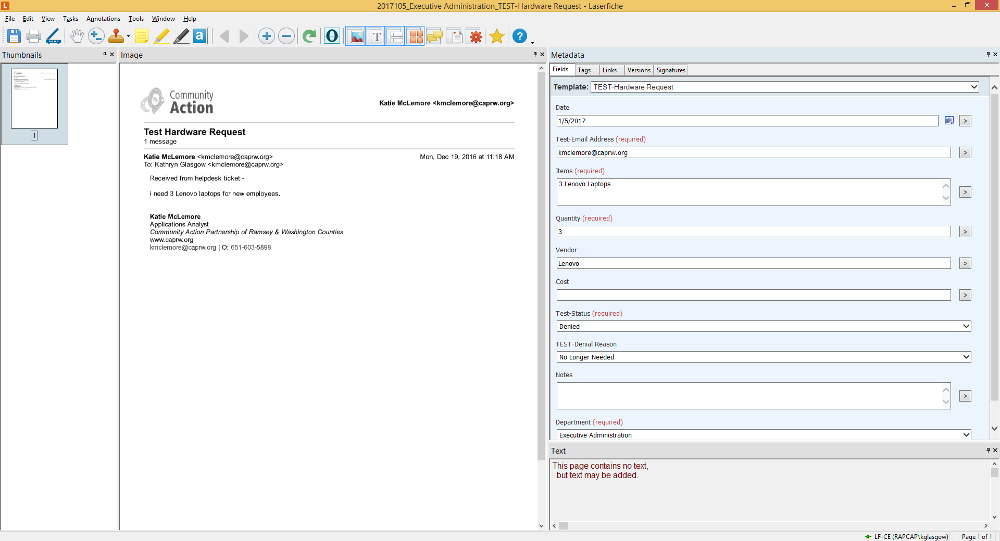 2017105_Executive Administration_TEST-Hardware Request - Laserfiche
File Edit View Tasks Annotations Tools Window Help
Thumbnails
1
Image
Community
Action
Katie McLemore <kmclemore@caprw.org>
Test Hardware Request
1 message
Katie McLemore <kmclemore@caprw.org>
Mon, Dec 19, 2016 at 11:18 AM
To: Kathryn Glasgow <kmclemore@caprw.org>
Received from helpdesk ticket -
i need 3 Lenovo laptops for new employees.
Katie McLemore
Applications Analyst
Community Action Partnership of Ramsey & Washington Counties
www.caprw.org
kmclemore@caprw.org | O: 651-603-5898
Metadata
Fields Tags Links Versions Signatures
Template: TEST-Hardware Request
Date
1/5/2017
>
Test-Email Address (required)
kmclemore@caprw.org
>
Items (required)
3 Lenovo Laptops
>
Quantity (required)
3
>
Vendor
Lenovo
>
Cost
>
Test-Status (required)
Denied
TEST-Denial Reason
No Longer Needed
Notes
>
Department (required)
Executive Administration
Text
This page contains no text,
but text may be added.
LF-CE (RAPCAP\kglasgow) Page 1 of 1